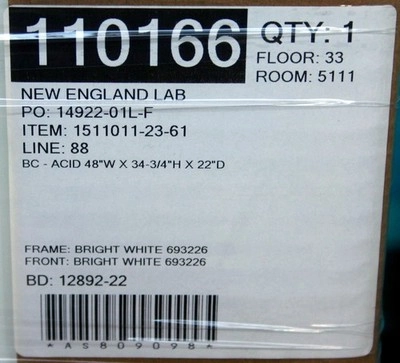 110166 QTY: 1
FLOOR: 33
ROOM: 5111
NEW ENGLAND LAB
PO: 14922-01L-F
ITEM: 1511011-23-61
LINE: 88
BC - ACID 48"W X 34-3/4"H X 22"D
FRAME: BRIGHT WHITE 693226
FRONT: BRIGHT WHITE 693226
BD: 12892-22
*AS809098*